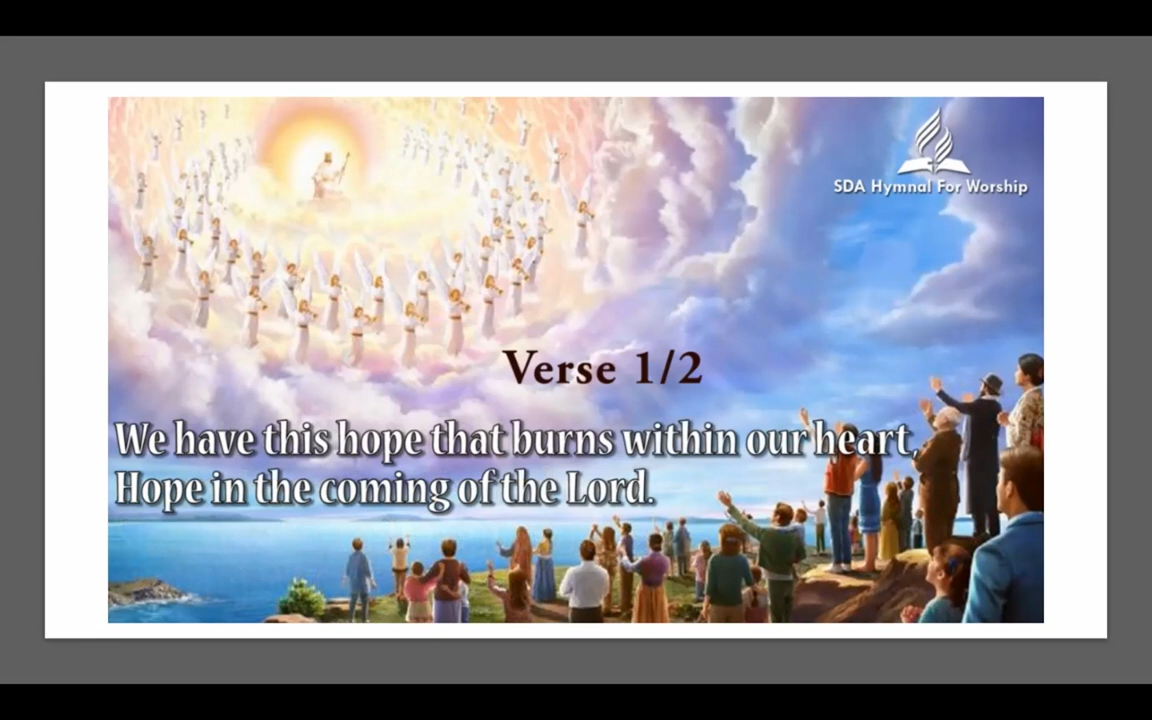 SDA Hymnal For Worship
Verse 1/2
We have this hope that burns within our heart,
Hope in the coming of the Lord.